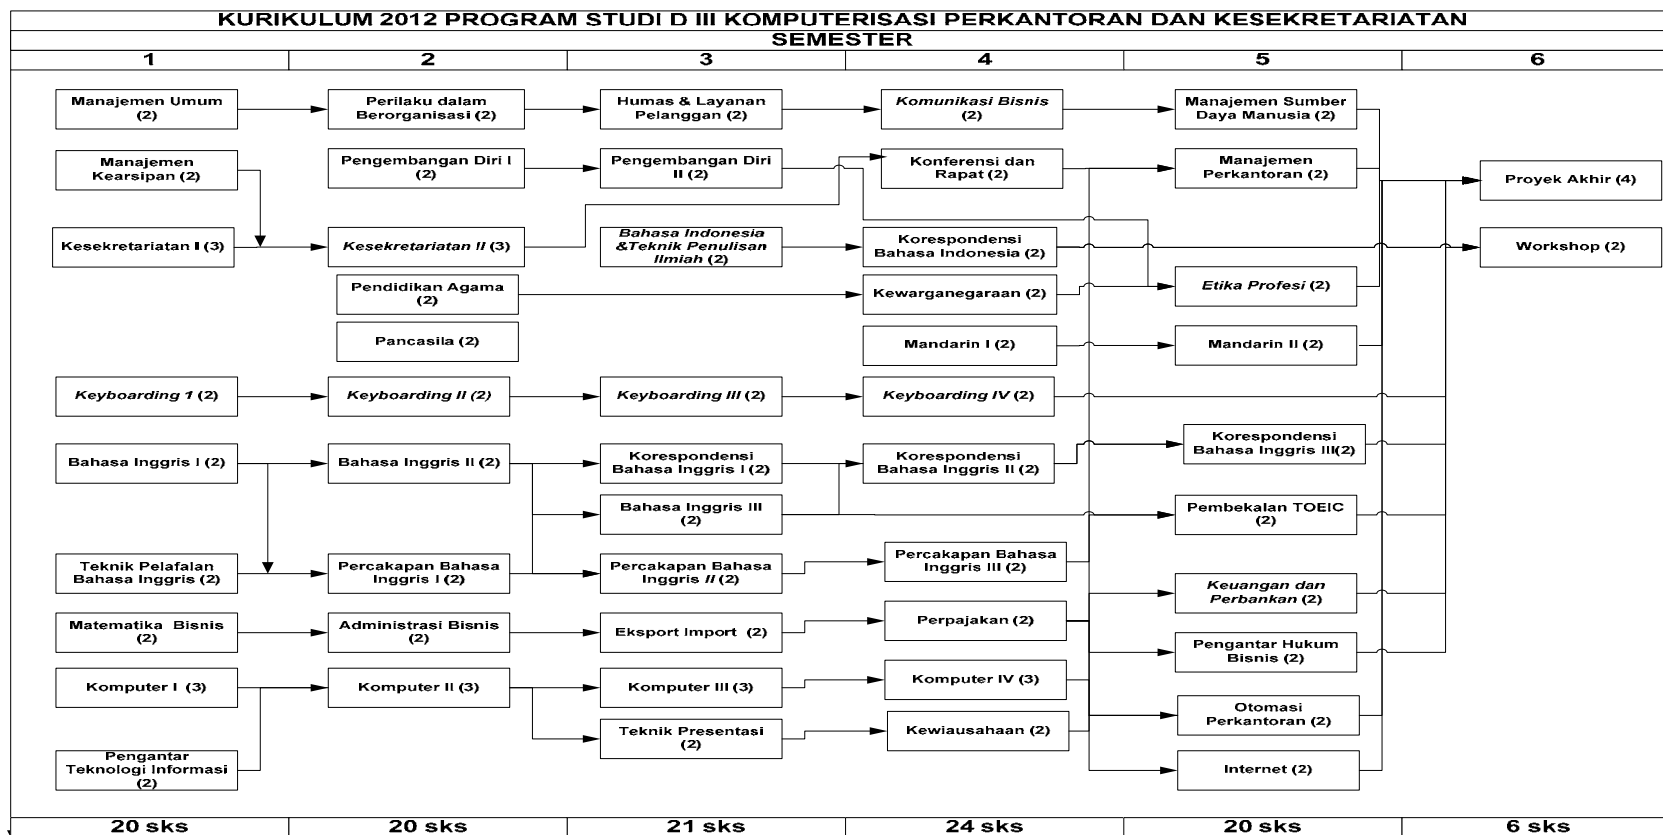 KURIKULUM 2012 PROGRAM STUDI D III KOMPUTERISASI PERKANTORAN DAN KESEKRETARIATAN
SEMESTER
1
2
3
4
5
6
Manajemen Umum
(2)
Perilaku dalam
Berorganisasi (2)
Humas & Layanan
Pelanggan (2)
Komunikasi Bisnis
(2)
Manajemen Sumber
Daya Manusia (2)
Manajemen
Kearsipan (2)
Pengembangan Diri I
(2)
Pengembangan Diri
II (2)
Konferensi dan
Rapat (2)
Manajemen
Perkantoran (2)
Proyek Akhir (4)
Kesekretariatan I (3)
Kesekretariatan II (3)
Bahasa Indonesia
&Teknik Penulisan
Ilmiah (2)
Korespondensi
Bahasa Indonesia (2)
Workshop (2)
Pendidikan Agama
(2)
Kewarganegaraan (2)
Etika Profesi (2)
Pancasila (2)
Mandarin I (2)
Mandarin II (2)
Keyboarding 1 (2)
Keyboarding II (2)
Keyboarding III (2)
Keyboarding IV (2)
Bahasa Inggris I (2)
Bahasa Inggris II (2)
Korespondensi
Bahasa Inggris I (2)
Korespondensi
Bahasa Inggris II (2)
Korespondensi
Bahasa Inggris III(2)
Bahasa Inggris III
(2)
Pembekalan TOEIC
(2)
Teknik Pelafalan
Bahasa Inggris (2)
Percakapan Bahasa
Inggris I (2)
Percakapan Bahasa
Inggris II (2)
Percakapan Bahasa
Inggris III (2)
Keuangan dan
Perbankan (2)
Matematika Bisnis
(2)
Administrasi Bisnis
(2)
Eksport Import (2)
Perpajakan (2)
Pengantar Hukum
Bisnis (2)
Komputer I (3)
Komputer II (3)
Komputer III (3)
Komputer IV (3)
Otomasi
Perkantoran (2)
Teknik Presentasi
(2)
Kewiausahaan (2)
Pengantar
Teknologi Informasi
(2)
Internet (2)
20 sks
20 sks
21 sks
24 sks
20 sks
6 sks